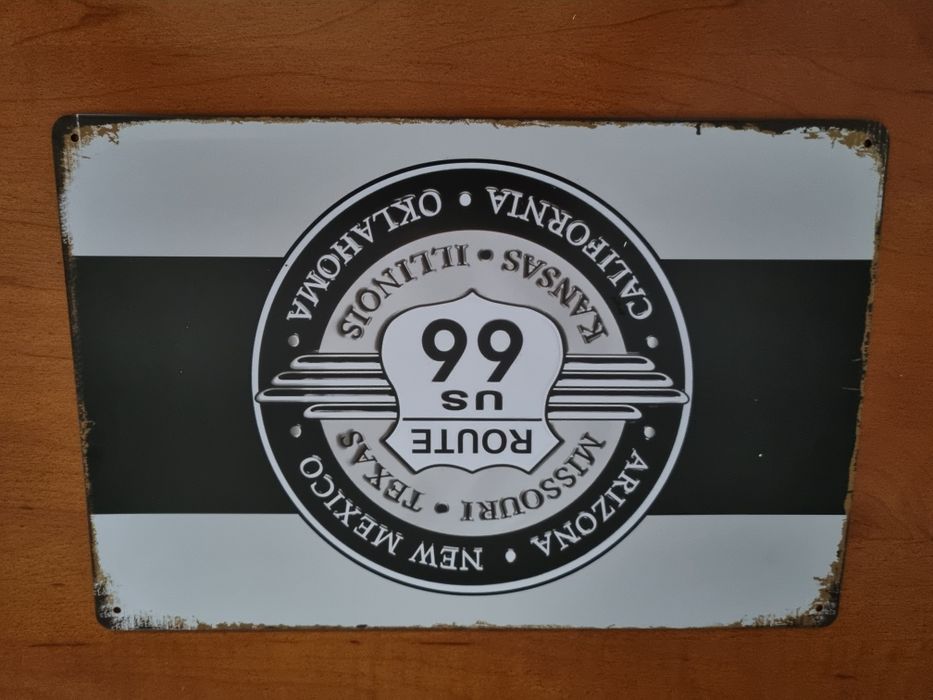 ARIZONA • NEW MEXICO
MISSOURI • TEXAS
ROUTE
US
66
KANSAS • ILLINOIS
CALIFORNIA • OKLAHOMA